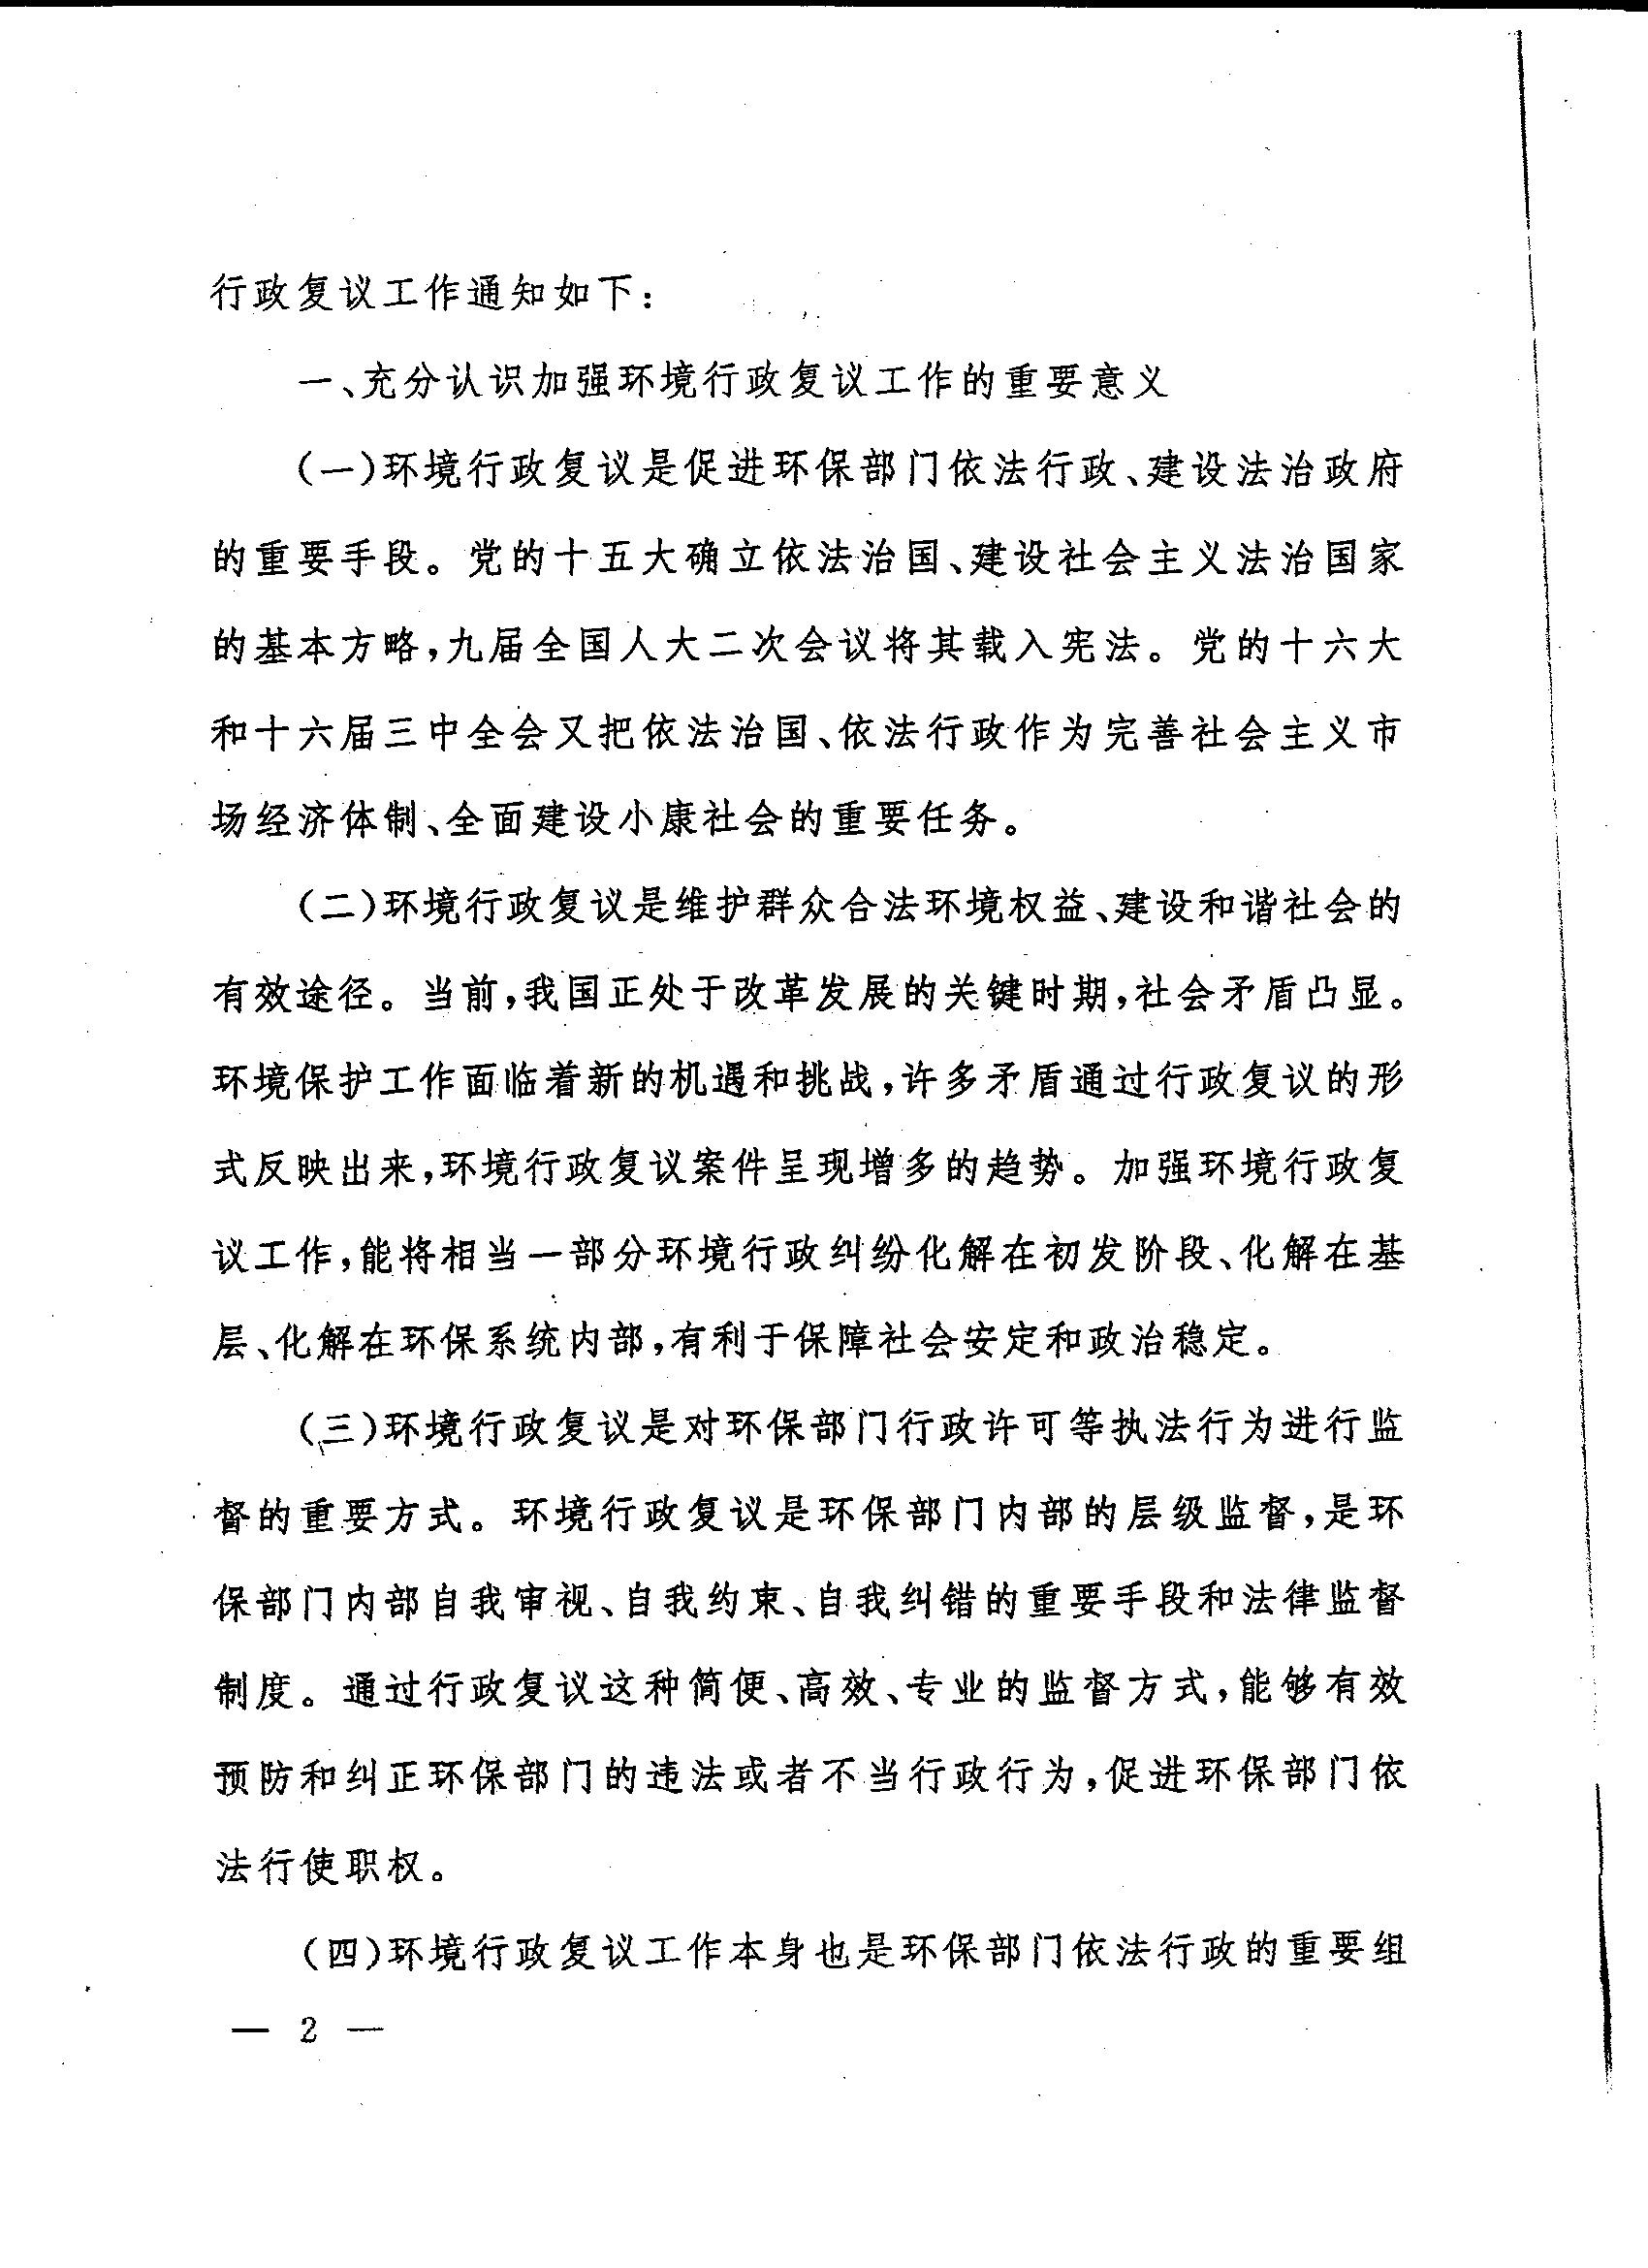 行政复议工作通知如下：
一、充分认识加强环境行政复议工作的重要意义
（一）环境行政复议是促进环保部门依法行政、建设法治政府
的重要手段。党的十五大确立依法治国、建设社会主义法治国家
的基本方略，九届全国人大二次会议将其载入宪法。党的十六大
和十六届三中全会又把依法治国、依法行政作为完善社会主义市
场经济体制、全面建设小康社会的重要任务。
（二）环境行政复议是维护群众合法环境权益、建设和谐社会的
有效途径。当前，我国正处于改革发展的关键时期，社会矛盾凸显。
环境保护工作面临着新的机遇和挑战，许多矛盾通过行政复议的形
式反映出来，环境行政复议案件呈现增多的趋势。加强环境行政复
议工作，能将相当一部分环境行政纠纷化解在初发阶段、化解在基
层、化解在环保系统内部，有利于保障社会安定和政治稳定。
（三）环境行政复议是对环保部门行政许可等执法行为进行监
督的重要方式。环境行政复议是环保部门内部的层级监督，是环
保部门内部自我审视、自我约束、自我纠错的重要手段和法律监督
制度。通过行政复议这种简便、高效、专业的监督方式，能够有效
预防和纠正环保部门的违法或者不当行政行为，促进环保部门依
法行使职权。
（四）环境行政复议工作本身也是环保部门依法行政的重要组
— 2 —